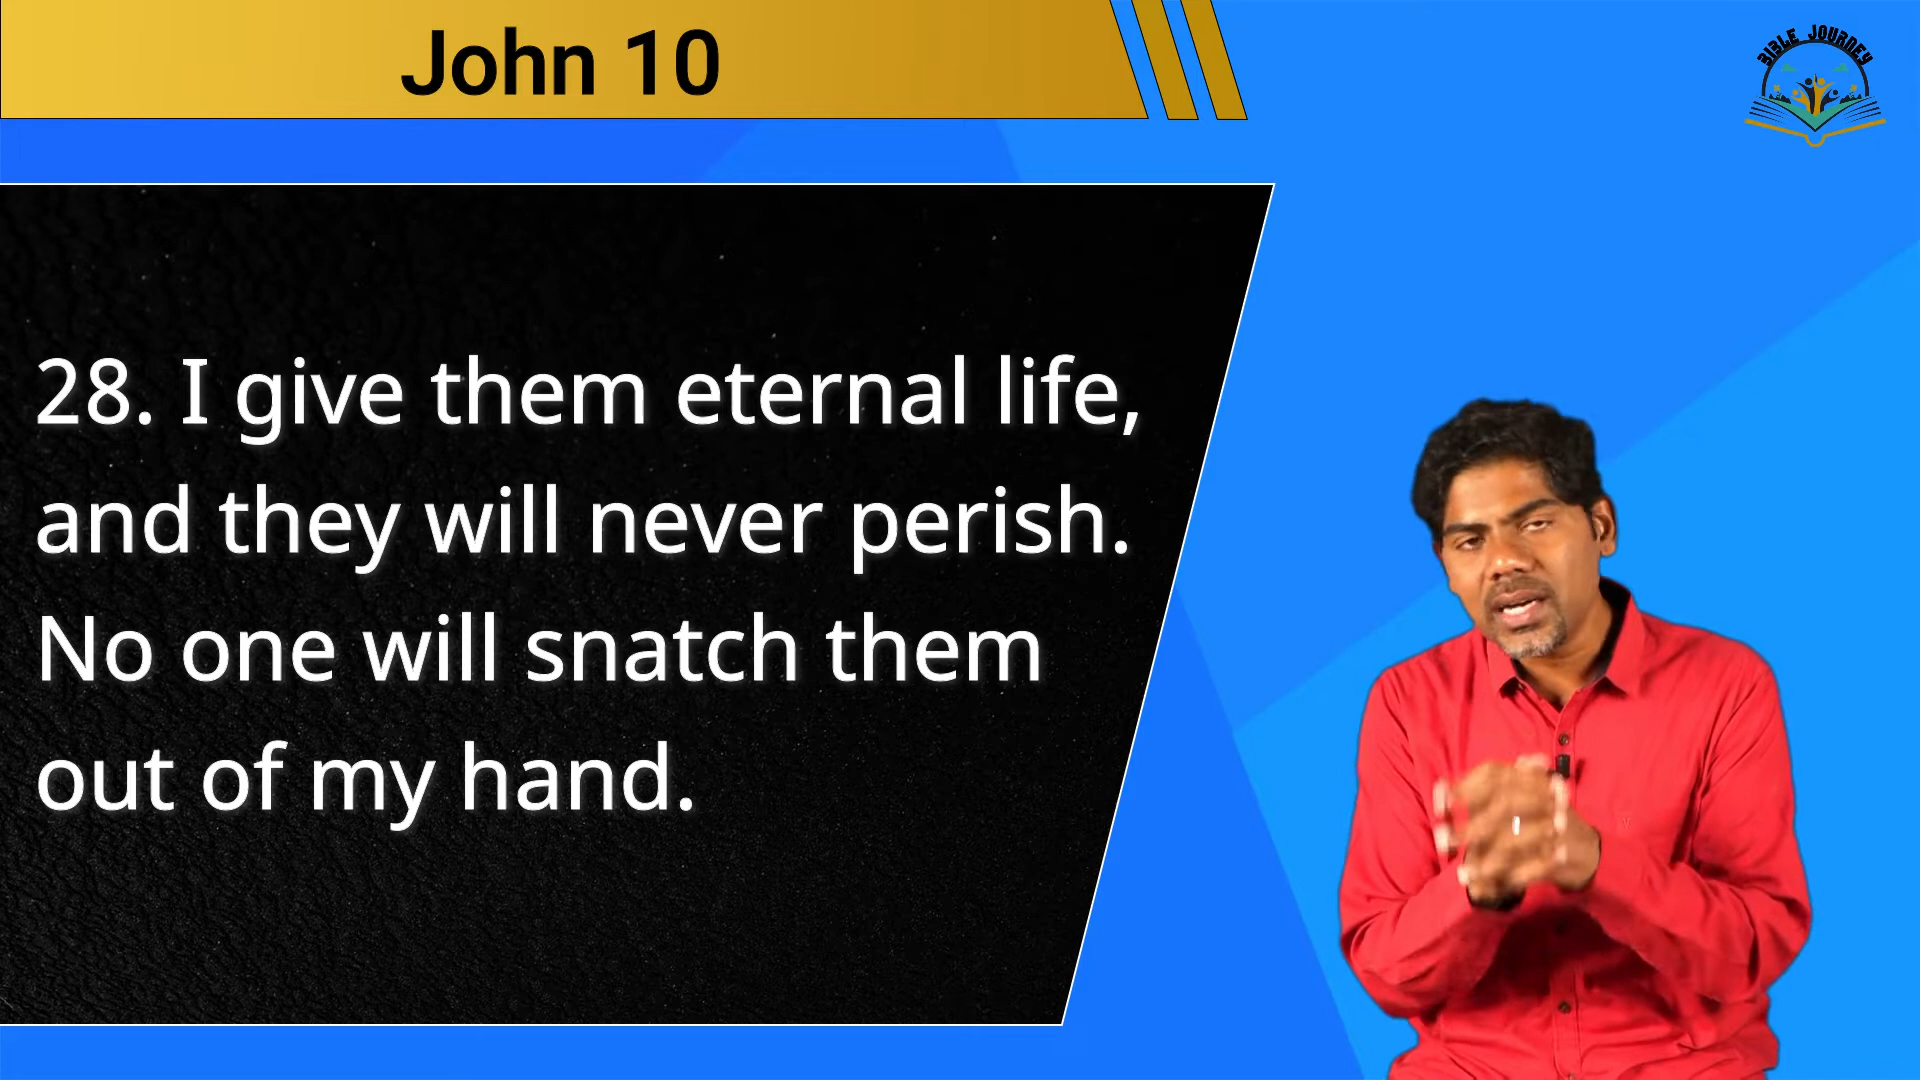 John 10
BIBLE JOURNEY
28. I give them eternal life,
and they will never perish.
No one will snatch them
out of my hand.